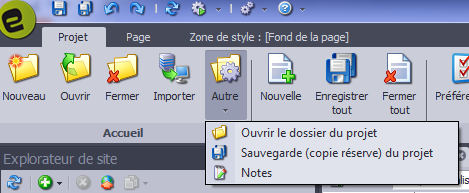 Projet Page Zone de style : [Fond de la page]
Nouveau Ouvrir Fermer Importer Autre Nouvelle Enregistrer tout Fermer tout
Accueil
Ouvrir le dossier du projet
Sauvegarde (copie réserve) du projet
Notes
Explorateur de site